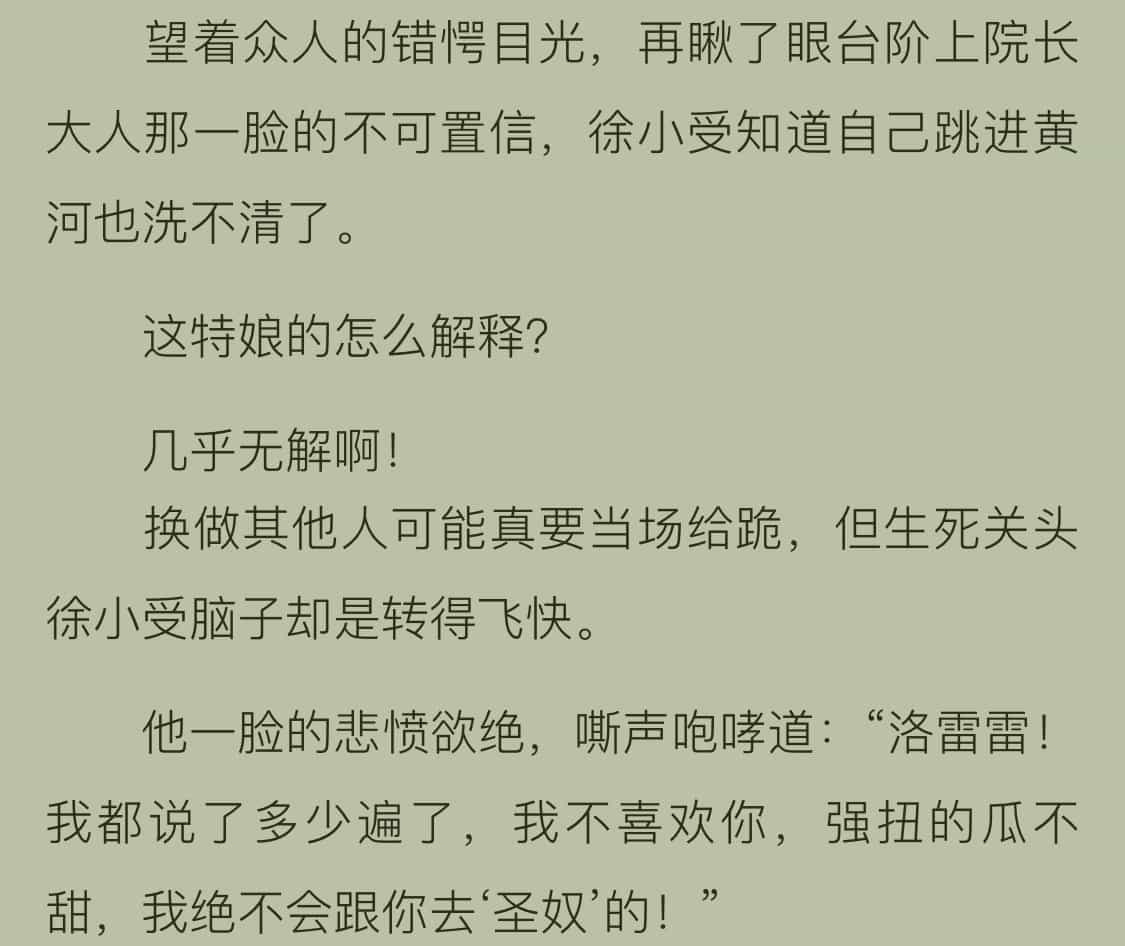 望着众人的错愕目光，再瞅了眼台阶上院长
大人那一脸的不可置信，徐小受知道自己跳进黄
河也洗不清了。
这特娘的怎么解释？
几乎无解啊！
换做其他人可能真要当场给跪，但生死关头
徐小受脑子却是转得飞快。
他一脸的悲愤欲绝，嘶声咆哮道：“洛雷雷！
我都说了多少遍了，我不喜欢你，强扭的瓜不
甜，我绝不会跟你去‘圣奴’的！”